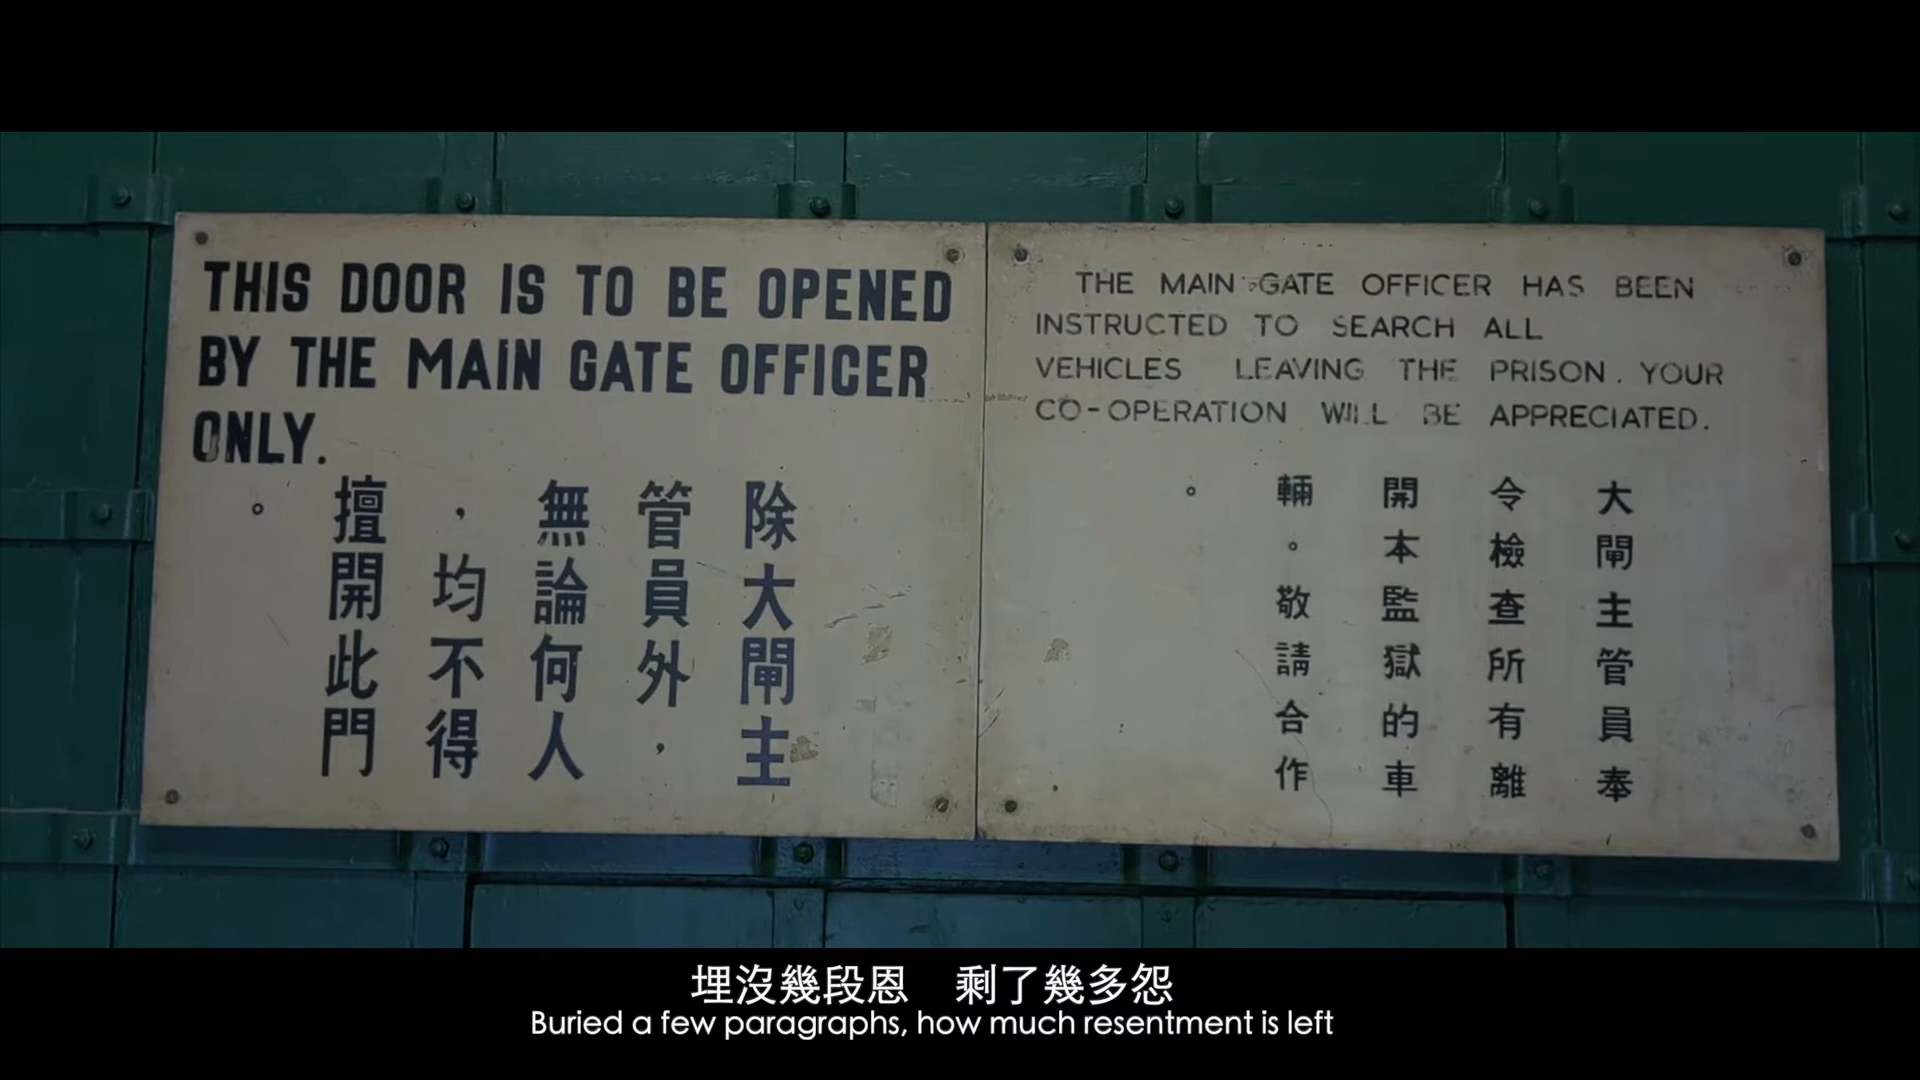 THIS DOOR IS TO BE OPENED
BY THE MAIN GATE OFFICER
ONLY.
除大閘主
管員外，
無論何人
，均不得
擅開此門
。
THE MAIN GATE OFFICER HAS BEEN
INSTRUCTED TO SEARCH ALL
VEHICLES LEAVING THE PRISON. YOUR
CO-OPERATION WILL BE APPRECIATED.
大閘主管員奉
令檢查所有離
開本監獄的車
輛。敬請合作
。
埋沒幾段恩 剩了幾多怨
Buried a few paragraphs, how much resentment is left